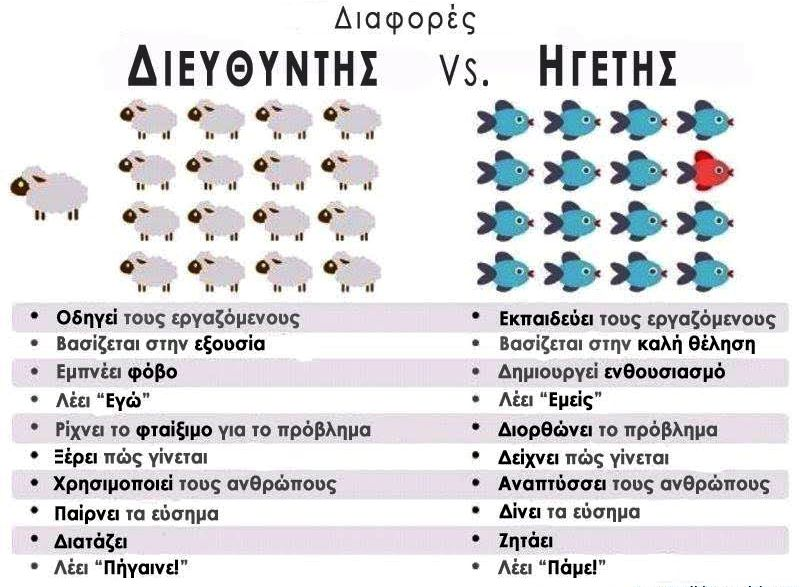 Διαφορές
ΔΙΕΥΘΥΝΤΗΣ Vs. ΗΓΕΤΗΣ
• Οδηγεί τους εργαζόμενους
• Βασίζεται στην εξουσία
• Εμπνέει φόβο
• Λέει “Εγώ”
• Ρίχνει το φταίξιμο για το πρόβλημα
• Ξέρει πώς γίνεται
• Χρησιμοποιεί τους ανθρώπους
• Παίρνει τα εύσημα
• Διατάζει
• Λέει “Πήγαινε!”
• Εκπαιδεύει τους εργαζόμενους
• Βασίζεται στην καλή θέληση
• Δημιουργεί ενθουσιασμό
• Λέει “Εμείς”
• Διορθώνει το πρόβλημα
• Δείχνει πώς γίνεται
• Αναπτύσσει τους ανθρώπους
• Δίνει τα εύσημα
• Ζητάει
• Λέει “Πάμε!”